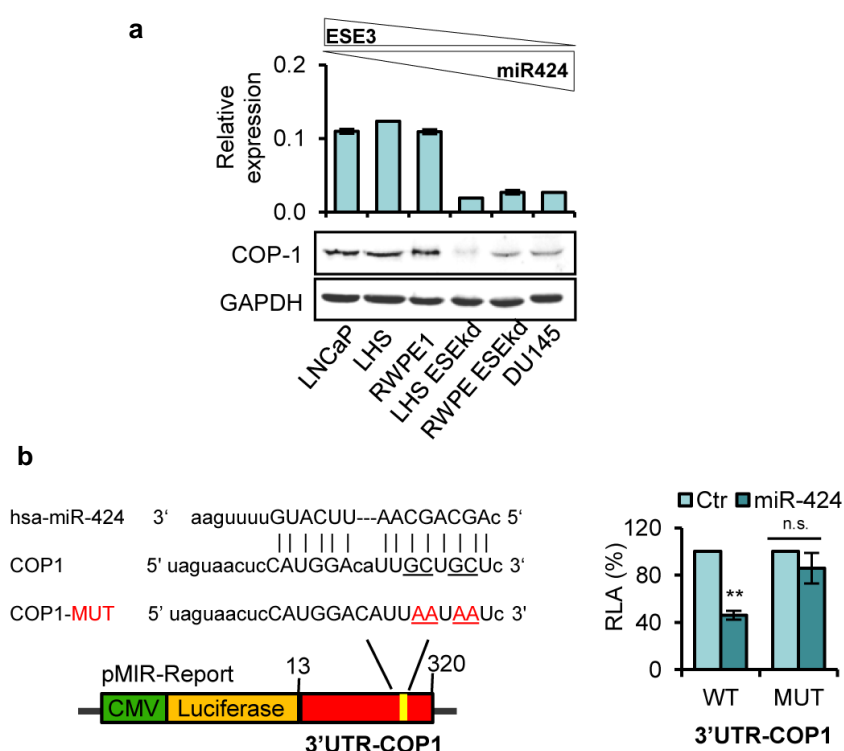 a
ESE3
miR424
Relative
expression
0.2
0.1
0.0
COP-1
GAPDH
LNCaP
LHS
RWPE1
LHS ESEkd
RWPE ESEkd
DU145
b
hsa-miR-424 3‘ aaguuuuGUACUU---AACGACGAc 5‘
COP1 5' uaguaacucCAUGGAcaUUGCUGCUc 3‘
COP1-MUT 5‘ uaguaacucCAUGGACAUUAAUAAUc 3'
pMIR-Report
13
320
CMV
Luciferase
3’UTR-COP1
Ctr
miR-424
n.s.
RLA (%)
120
80
40
0
**
WT
MUT
3’UTR-COP1